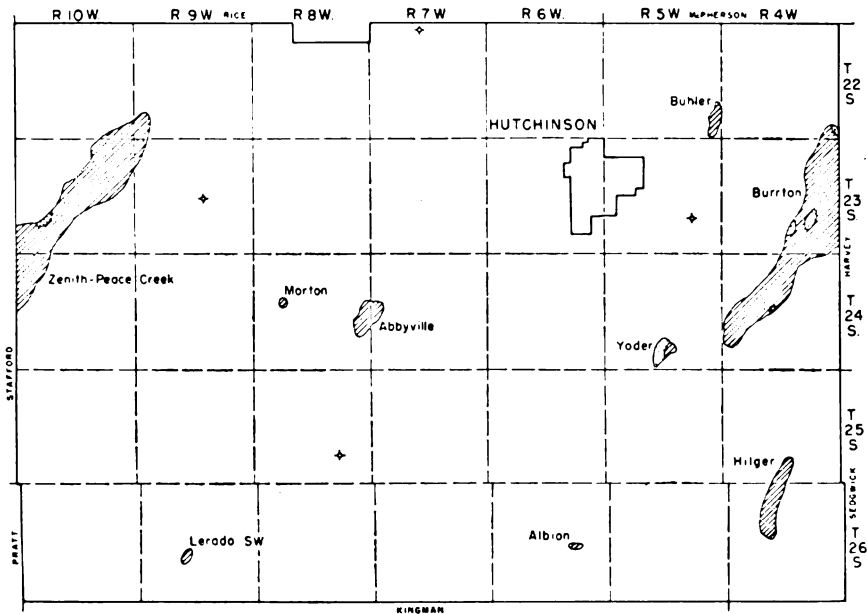 R 10 W. R 9 W RICE R 8 W. R 7 W R 6 W. R 5 W McPHERSON R 4 W
T
22
S
Buhler
HUTCHINSON
T
23
S.
Burrton
HARVEY
Zenith-Peace Creek
Morton
Abbyville
T
24
S.
Yoder
STAFFORD
T
25
S
Hilger
SEDGWICK
PRATT
Lerado SW
Albion
T
26
S
KINGMAN